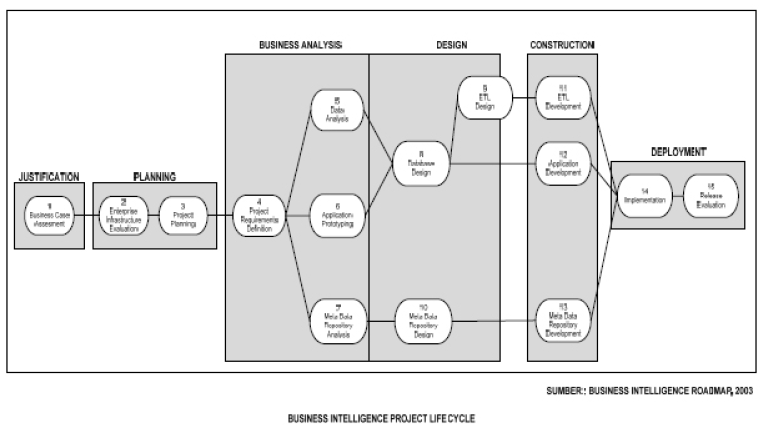 BUSINESS ANALYSIS
DESIGN
CONSTRUCTION
9
ETL
Design
11
ETL
Development
5
Data
Analysis
8
Database
Design
12
Application
Development
DEPLOYMENT
JUSTIFICATION
PLANNING
1
Business Case
Assesment
2
Enterprise
Infrastructure
Evaluation
3
Project
Planning
4
Project
Requirements
Definition
6
Application
Prototyping
14
Implementation
15
Release
Evaluation
7
Meta Data
Repository
Analysis
10
Meta Data
Repository
Design
13
Meta Data
Repository
Development
SUMBER : BUSINESS INTELLIGENCE ROADMAP, 2003
BUSINESS INTELLIGENCE PROJECT LIFE CYCLE